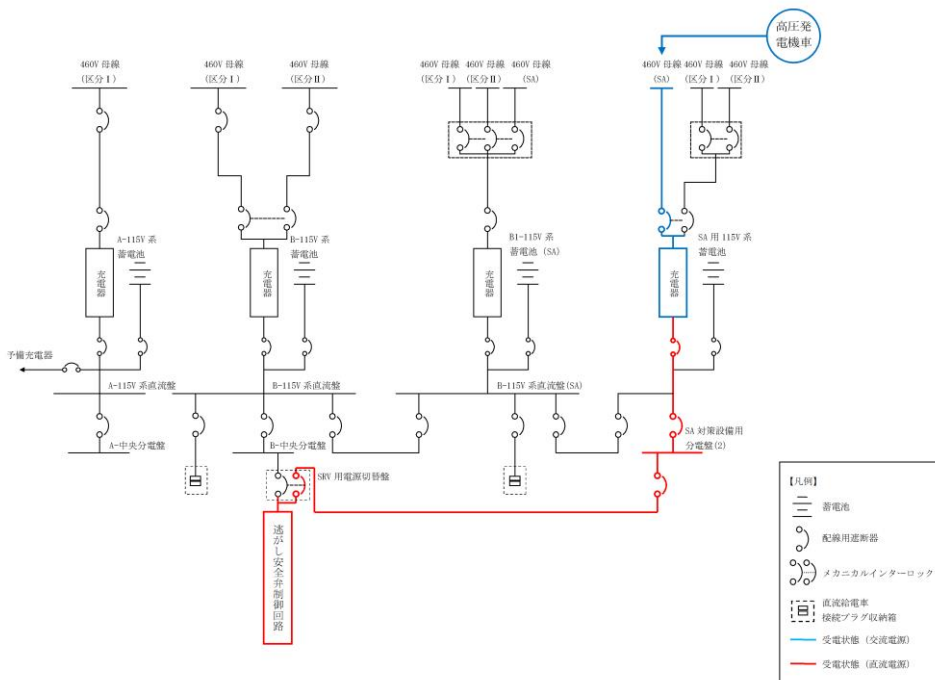 高圧発
電機車
460V 母線
(区分Ⅰ)
460V 母線
(区分Ⅰ)
460V 母線
(区分Ⅱ)
460V 母線
(区分Ⅰ)
460V 母線
(区分Ⅱ)
460V 母線
(SA)
460V 母線
(SA)
460V 母線
(区分Ⅰ)
460V 母線
(区分Ⅱ)
A-115V 系
蓄電池
B-115V 系
蓄電池
B1-115V 系
蓄電池 (SA)
SA 用 115V 系
蓄電池
充電器
充電器
充電器
充電器
予備充電器
A-115V 系直流盤
B-115V 系直流盤
B-115V 系直流盤(SA)
A-中央分電盤
B-中央分電盤
SA 対策設備用
分電盤(2)
SRV 用電源切替盤
逃がし安全弁制御回路
【凡例】
蓄電池
配線用遮断器
メカニカルインターロック
直流給電車
接続プラグ収納箱
受電状態 (交流電源)
受電状態 (直流電源)